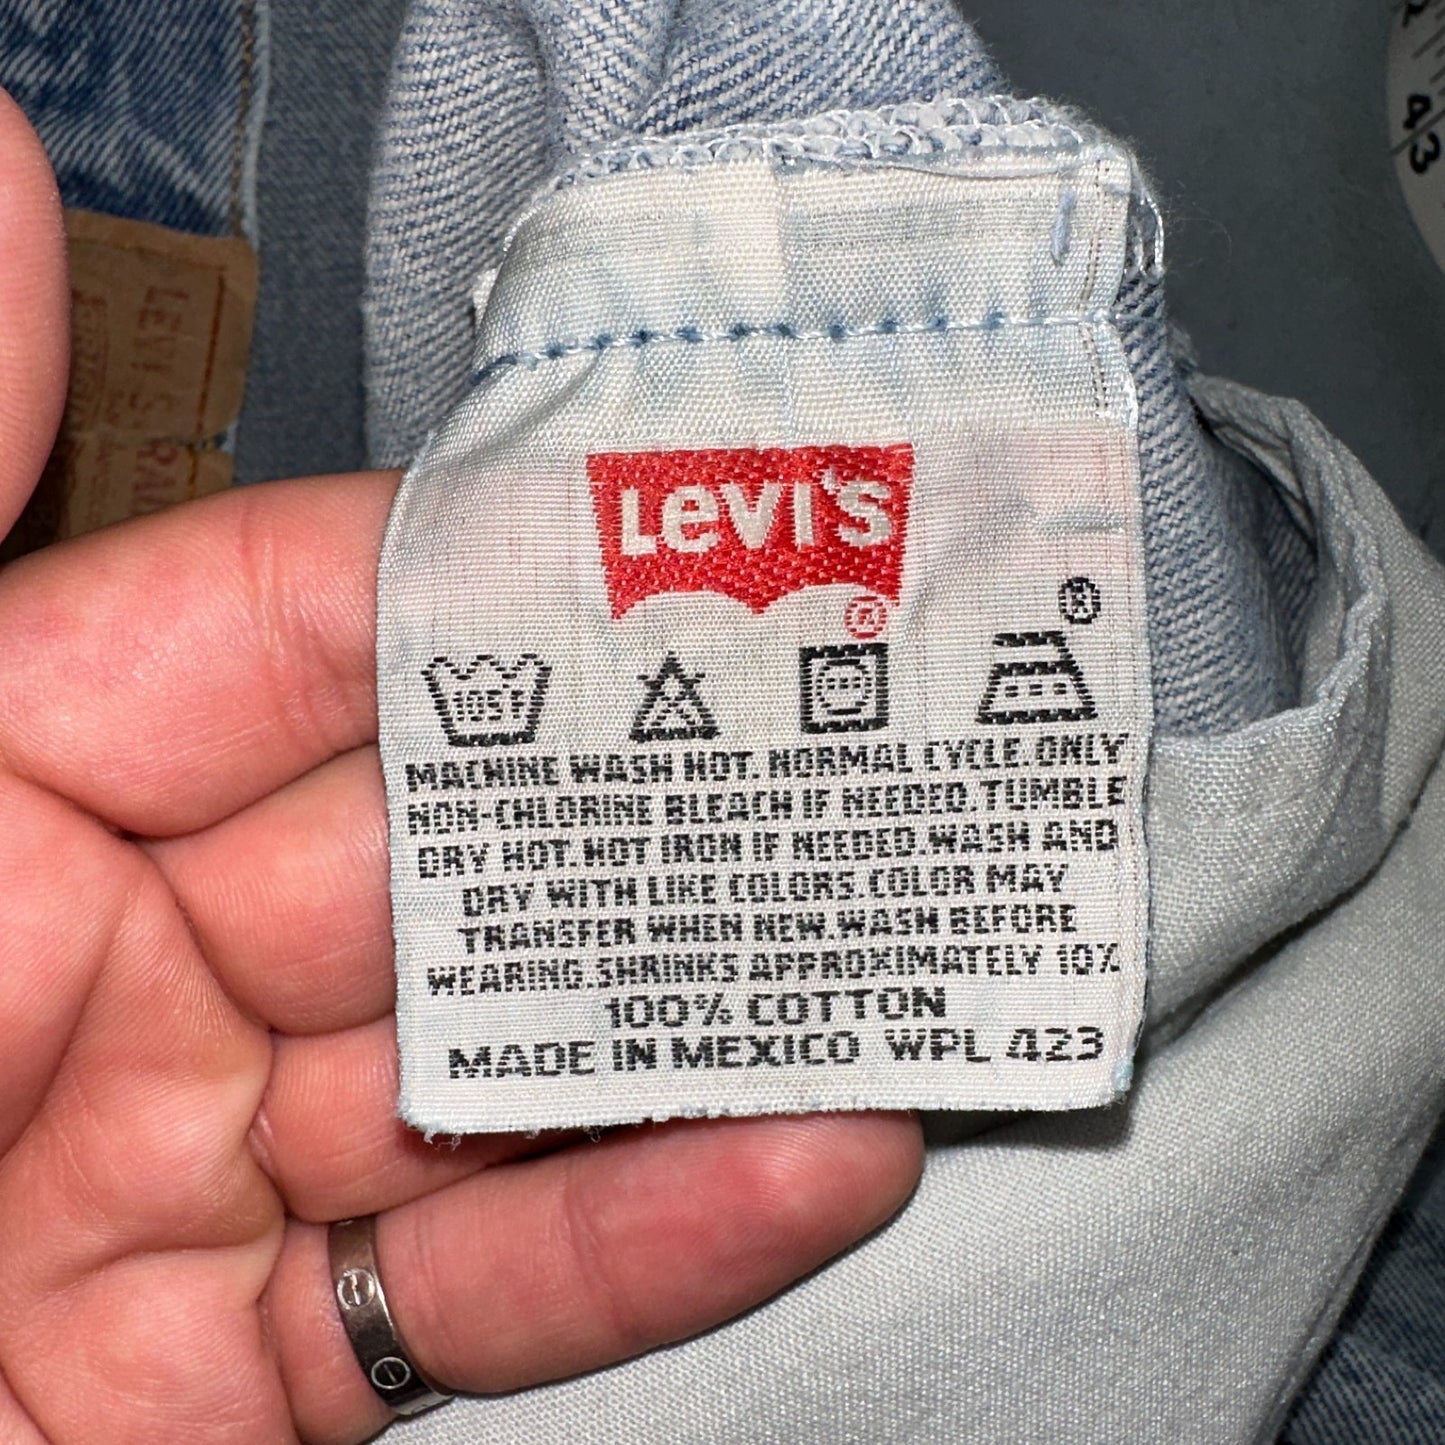 LEVI'S
43
Levi's
®
®
105°
MACHINE WASH HOT. NORMAL CYCLE. ONLY
NON-CHLORINE BLEACH IF NEEDED. TUMBLE
DRY HOT. HOT IRON IF NEEDED. WASH AND
DRY WITH LIKE COLORS. COLOR MAY
TRANSFER WHEN NEW. WASH BEFORE
WEARING. SHRINKS APPROXIMATELY 10%
100% COTTON
MADE IN MEXICO WPL 423